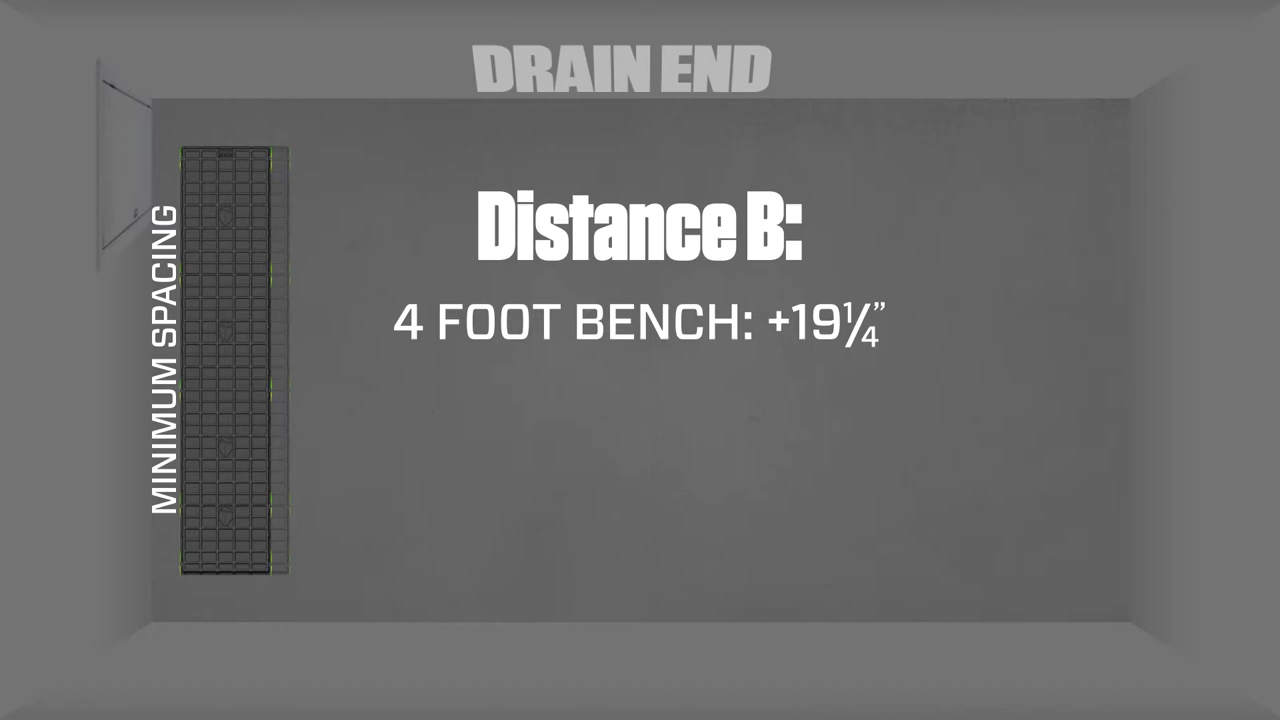 DRAIN END
Distance B:
4 FOOT BENCH: +19¼”
MINIMUM SPACING